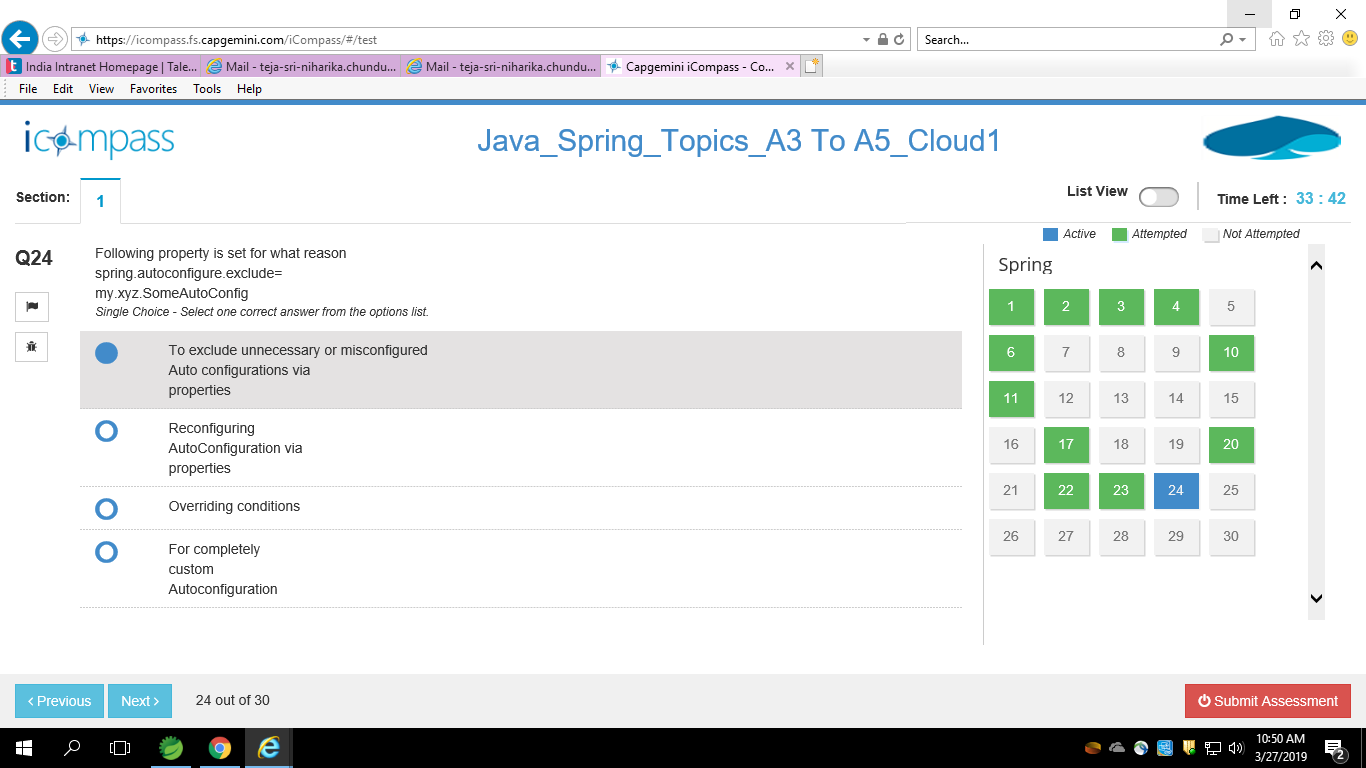 https://icompass.fs.capgemini.com/iCompass/#/test
Search...
India Intranet Homepage | Tale...
Mail - teja-sri-niharika.chundu...
Mail - teja-sri-niharika.chundu...
Capgemini iCompass - Co...
File Edit View Favorites Tools Help
icompass
Java_Spring_Topics_A3 To A5_Cloud1
Section: 1
List View
Time Left : 33 : 42
Active Attempted Not Attempted
Q24
Following property is set for what reason
spring.autoconfigure.exclude=
my.xyz.SomeAutoConfig
Single Choice - Select one correct answer from the options list.
To exclude unnecessary or misconfigured
Auto configurations via
properties
Reconfiguring
AutoConfiguration via
properties
Overriding conditions
For completely
custom
Autoconfiguration
Spring
1 2 3 4 5
6 7 8 9 10
11 12 13 14 15
16 17 18 19 20
21 22 23 24 25
26 27 28 29 30
‹ Previous
Next ›
24 out of 30
Submit Assessment
10:50 AM
3/27/2019
2